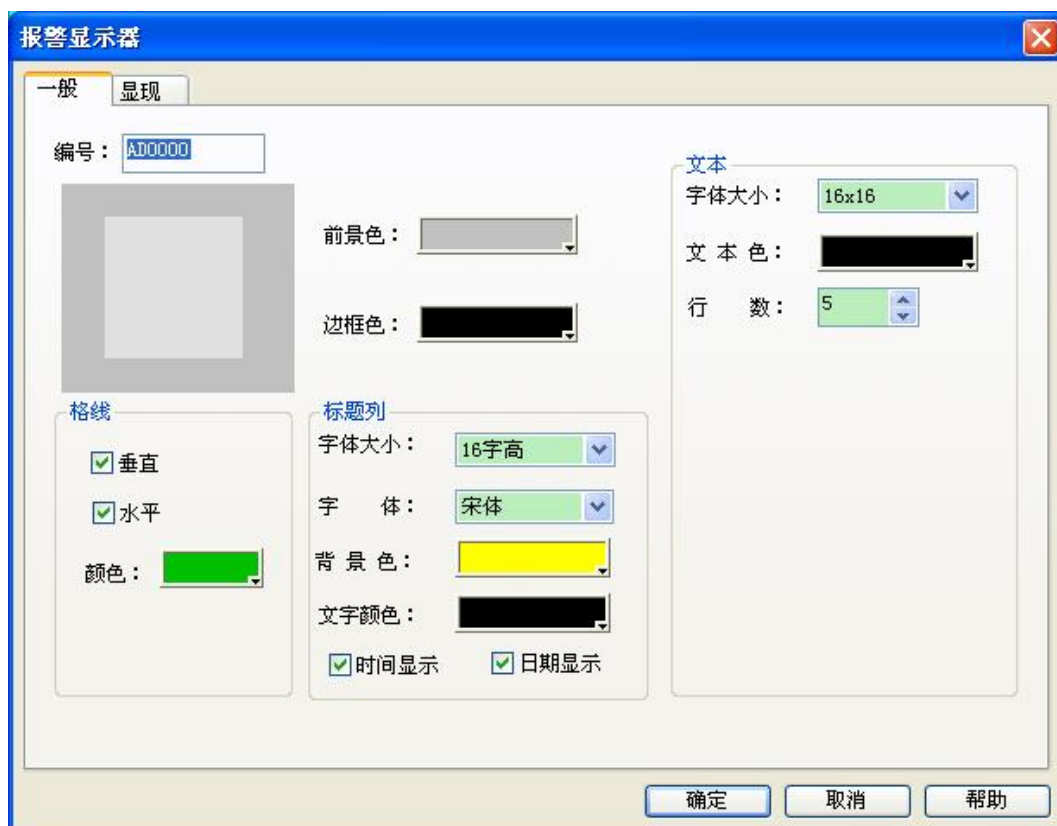 报警显示器
一般
显现
编号： AD0000
前景色：
边框色：
格线
垂直
水平
颜色：
标题列
字体大小： 16字高
字 体： 宋体
背 景 色：
文字颜色：
时间显示 日期显示
文本
字体大小： 16x16
文 本 色：
行 数： 5
确定 取消 帮助